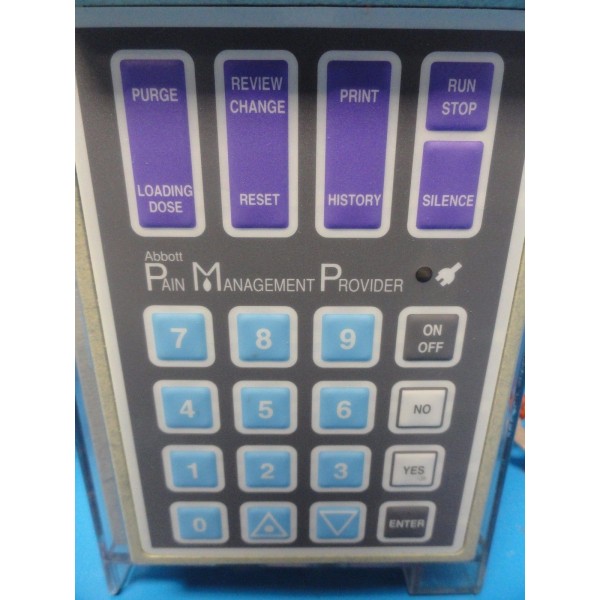 PURGE
LOADING
DOSE
REVIEW
CHANGE
RESET
PRINT
HISTORY
RUN
STOP
SILENCE
Abbott
PAIN MANAGEMENT PROVIDER
7 8 9 ON
OFF
4 5 6 NO
1 2 3 YES
0 ENTER